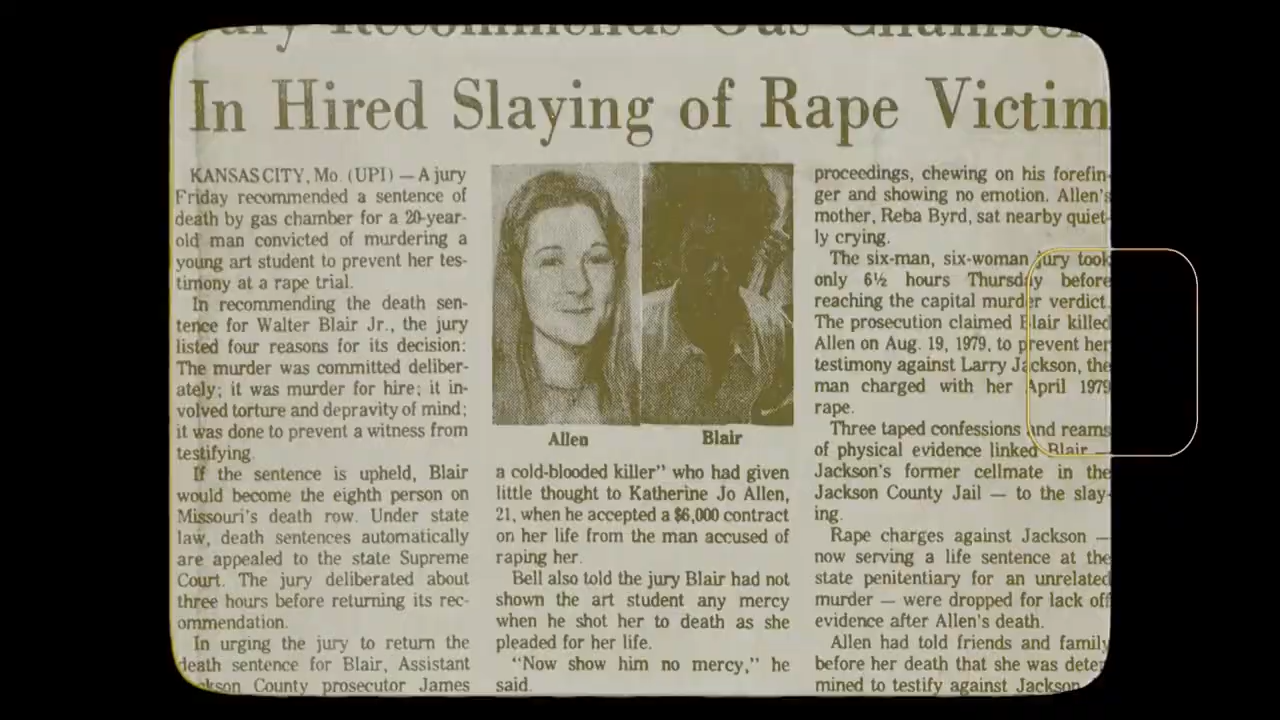 Jury Recommends Gas Chamber
In Hired Slaying of Rape Victim
KANSAS CITY, Mo. (UPI) — A jury
Friday recommended a sentence of
death by gas chamber for a 20-year-
old man convicted of murdering a
young art student to prevent her tes-
timony at a rape trial.
In recommending the death sen-
tence for Walter Blair Jr., the jury
listed four reasons for its decision:
The murder was committed deliber-
ately; it was murder for hire; it in-
volved torture and depravity of mind;
it was done to prevent a witness from
testifying.
If the sentence is upheld, Blair
would become the eighth person on
Missouri's death row. Under state
law, death sentences automatically
are appealed to the state Supreme
Court. The jury deliberated about
three hours before returning its rec-
ommendation.
In urging the jury to return the
death sentence for Blair, Assistant
ckson County prosecutor James
Allen
Blair
a cold-blooded killer" who had given
little thought to Katherine Jo Allen,
21, when he accepted a $6,000 contract
on her life from the man accused of
raping her.
Bell also told the jury Blair had not
shown the art student any mercy
when he shot her to death as she
pleaded for her life.
"Now show him no mercy," he
said.
proceedings, chewing on his forefin-
ger and showing no emotion. Allen's
mother, Reba Byrd, sat nearby quiet-
ly crying.
The six-man, six-woman jury took
only 6½ hours Thursday before
reaching the capital murder verdict.
The prosecution claimed Blair killed
Allen on Aug. 19, 1979, to prevent her
testimony against Larry Jackson, the
man charged with her April 1979
rape.
Three taped confessions and reams
of physical evidence linked Blair —
Jackson's former cellmate in the
Jackson County Jail — to the slay-
ing.
Rape charges against Jackson —
now serving a life sentence at the
state penitentiary for an unrelated
murder — were dropped for lack of
evidence after Allen's death.
Allen had told friends and family
before her death that she was deter-
mined to testify against Jackson